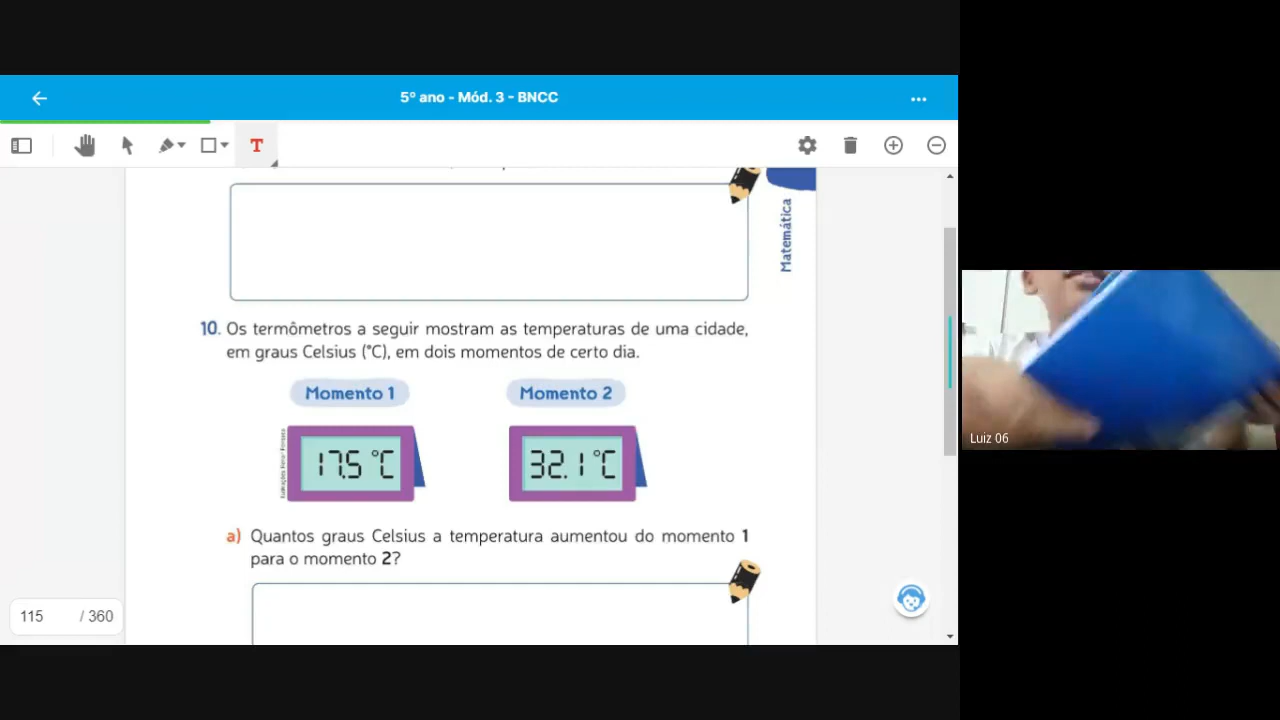 5º ano - Mód. 3 - BNCC
T
Matemática
10. Os termômetros a seguir mostram as temperaturas de uma cidade,
em graus Celsius (°C), em dois momentos de certo dia.
Momento 1
Momento 2
17.5 °C
32.1 °C
a) Quantos graus Celsius a temperatura aumentou do momento 1
para o momento 2?
115 / 360
Luiz 06